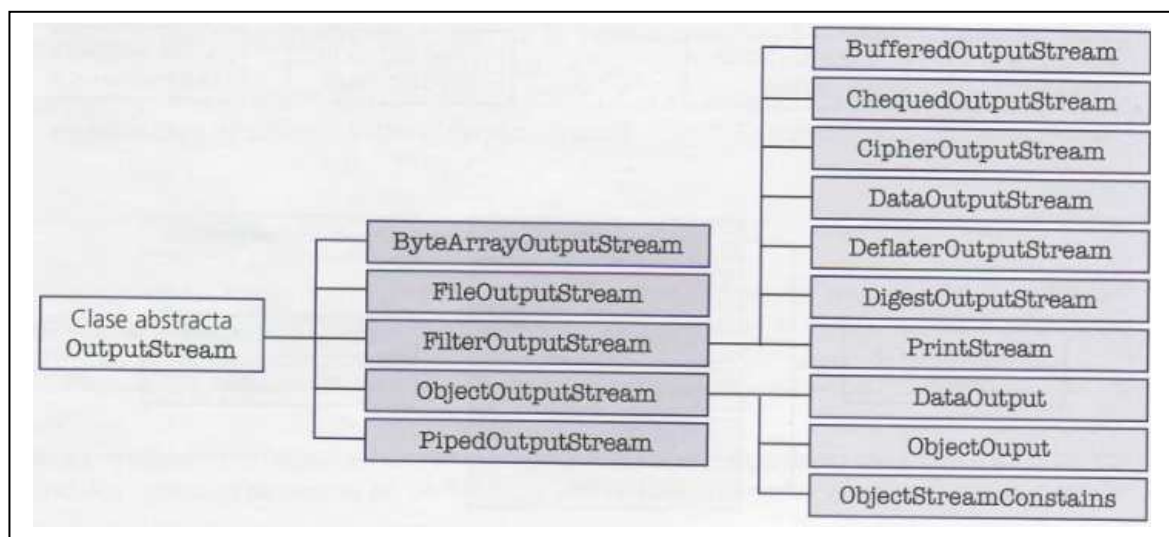 Clase abstracta
OutputStream
ByteArrayOutputStream
FileOutputStream
FilterOutputStream
ObjectOutputStream
PipedOutputStream
BufferedOutputStream
ChequedOutputStream
CipherOutputStream
DataOutputStream
DeflaterOutputStream
DigestOutputStream
PrintStream
DataOutput
ObjectOuput
ObjectStreamConstains